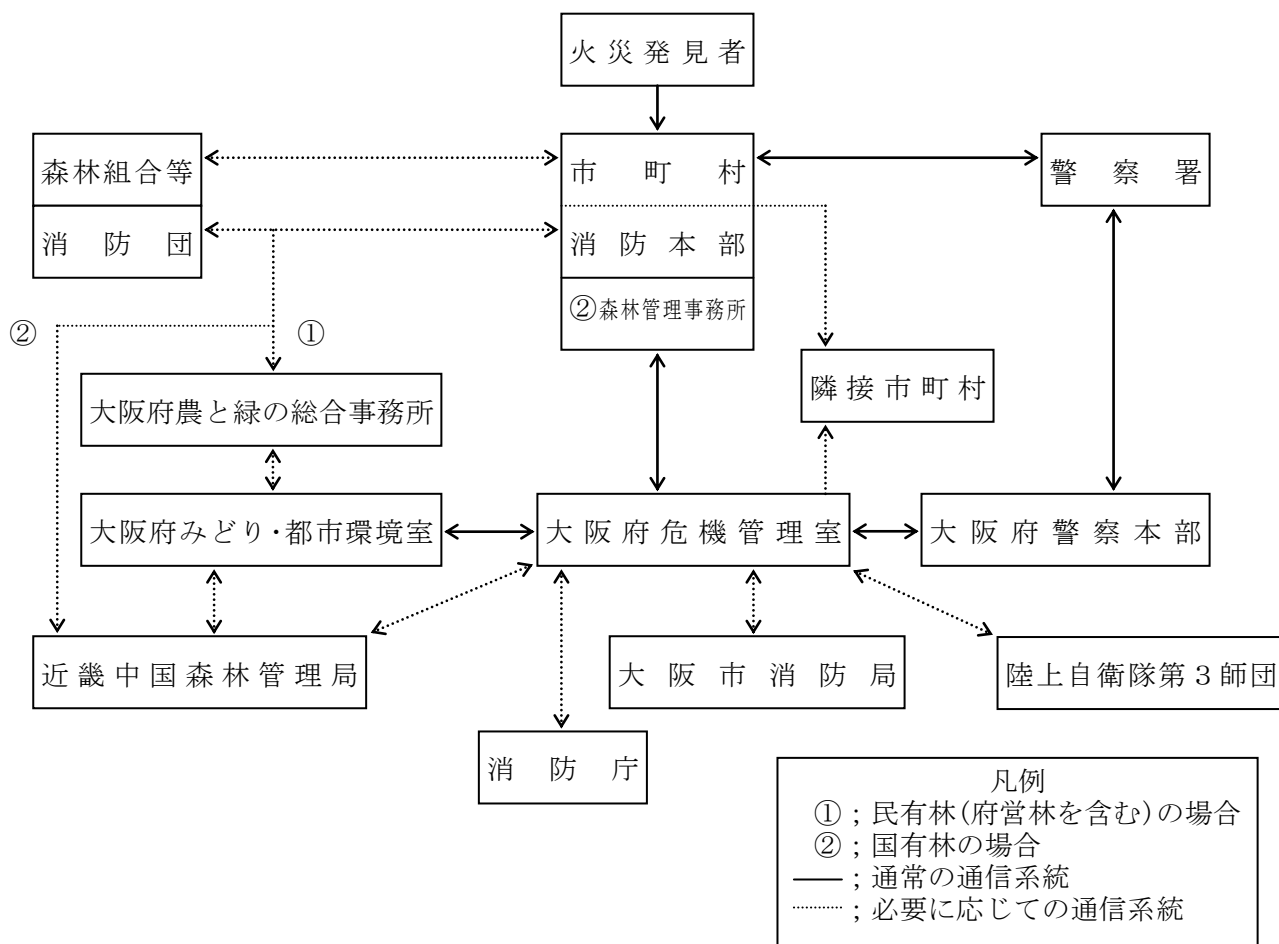 火災発見者
森林組合等
市町村
警察署
消防団
消防本部
②森林管理事務所
②
①
隣接市町村
大阪府農と緑の総合事務所
大阪府みどり・都市環境室
大阪府危機管理室
大阪府警察本部
近畿中国森林管理局
大阪市消防局
陸上自衛隊第3師団
消防庁
凡例
①；民有林(府営林を含む)の場合
②；国有林の場合
；通常の通信系統
；必要に応じての通信系統